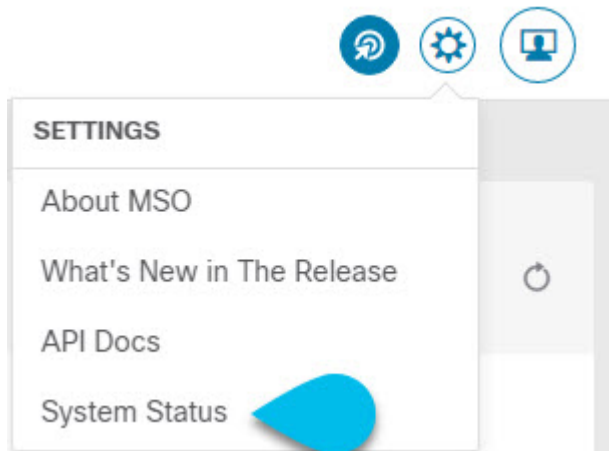 SETTINGS
About MSO
What's New in The Release
API Docs
System Status